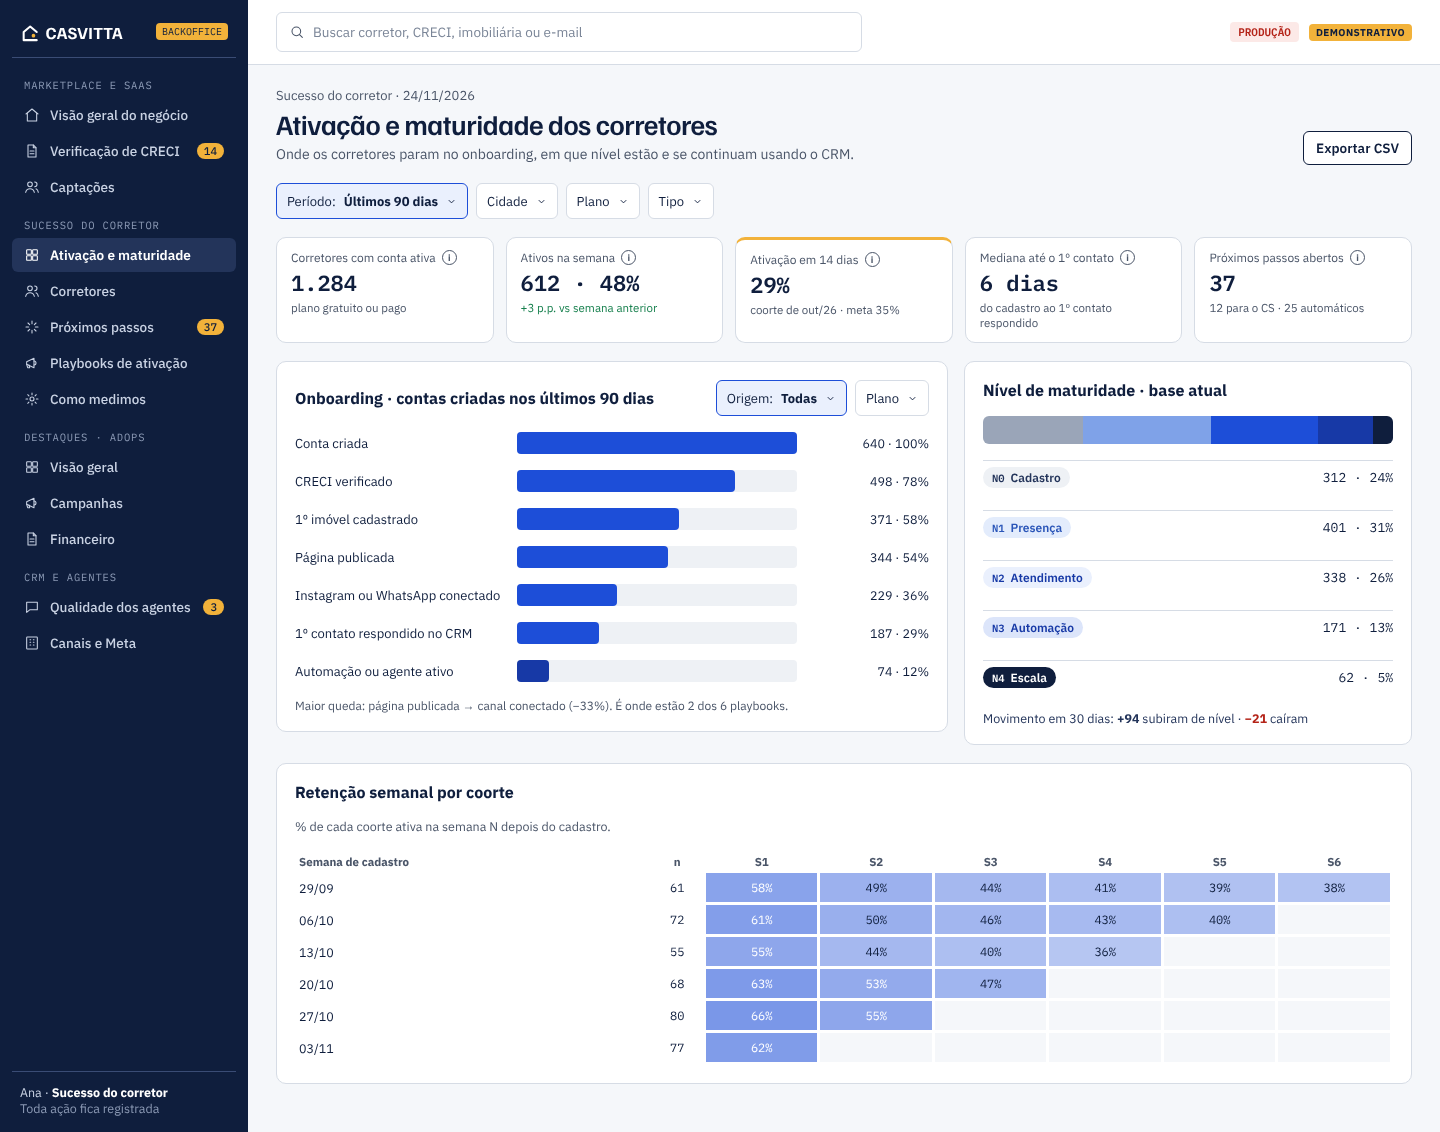 CASVITTA
BACKOFFICE
MARKETPLACE E SAAS
Visão geral do negócio
Verificação de CRECI 14
Captações
SUCESSO DO CORRETOR
Ativação e maturidade
Corretores
Próximos passos 37
Playbooks de ativação
Como medimos
DESTAQUES · ADOPS
Visão geral
Campanhas
Financeiro
CRM E AGENTES
Qualidade dos agentes 3
Canais e Meta
Ana · Sucesso do corretor
Toda ação fica registrada
Buscar corretor, CRECI, imobiliária ou e-mail
PRODUÇÃO DEMONSTRATIVO
Sucesso do corretor · 24/11/2026
Ativação e maturidade dos corretores
Onde os corretores param no onboarding, em que nível estão e se continuam usando o CRM.
Exportar CSV
Período: Últimos 90 dias
Cidade
Plano
Tipo
Corretores com conta ativa i
1.284
plano gratuito ou pago
Ativos na semana i
612 · 48%
+3 p.p. vs semana anterior
Ativação em 14 dias i
29%
coorte de out/26 · meta 35%
Mediana até o 1º contato i
6 dias
do cadastro ao 1º contato
respondido
Próximos passos abertos i
37
12 para o CS · 25 automáticos
Onboarding · contas criadas nos últimos 90 dias
Origem: Todas
Plano
Conta criada 640 · 100%
CRECI verificado 498 · 78%
1º imóvel cadastrado 371 · 58%
Página publicada 344 · 54%
Instagram ou WhatsApp conectado 229 · 36%
1º contato respondido no CRM 187 · 29%
Automação ou agente ativo 74 · 12%
Maior queda: página publicada → canal conectado (−33%). É onde estão 2 dos 6 playbooks.
Nível de maturidade · base atual
N0 Cadastro 312 · 24%
N1 Presença 401 · 31%
N2 Atendimento 338 · 26%
N3 Automação 171 · 13%
N4 Escala 62 · 5%
Movimento em 30 dias: +94 subiram de nível · −21 caíram
Retenção semanal por coorte
% de cada coorte ativa na semana N depois do cadastro.
Semana de cadastro n S1 S2 S3 S4 S5 S6
29/09 61 58% 49% 44% 41% 39% 38%
06/10 72 61% 50% 46% 43% 40%
13/10 55 55% 44% 40% 36%
20/10 68 63% 53% 47%
27/10 80 66% 55%
03/11 77 62%